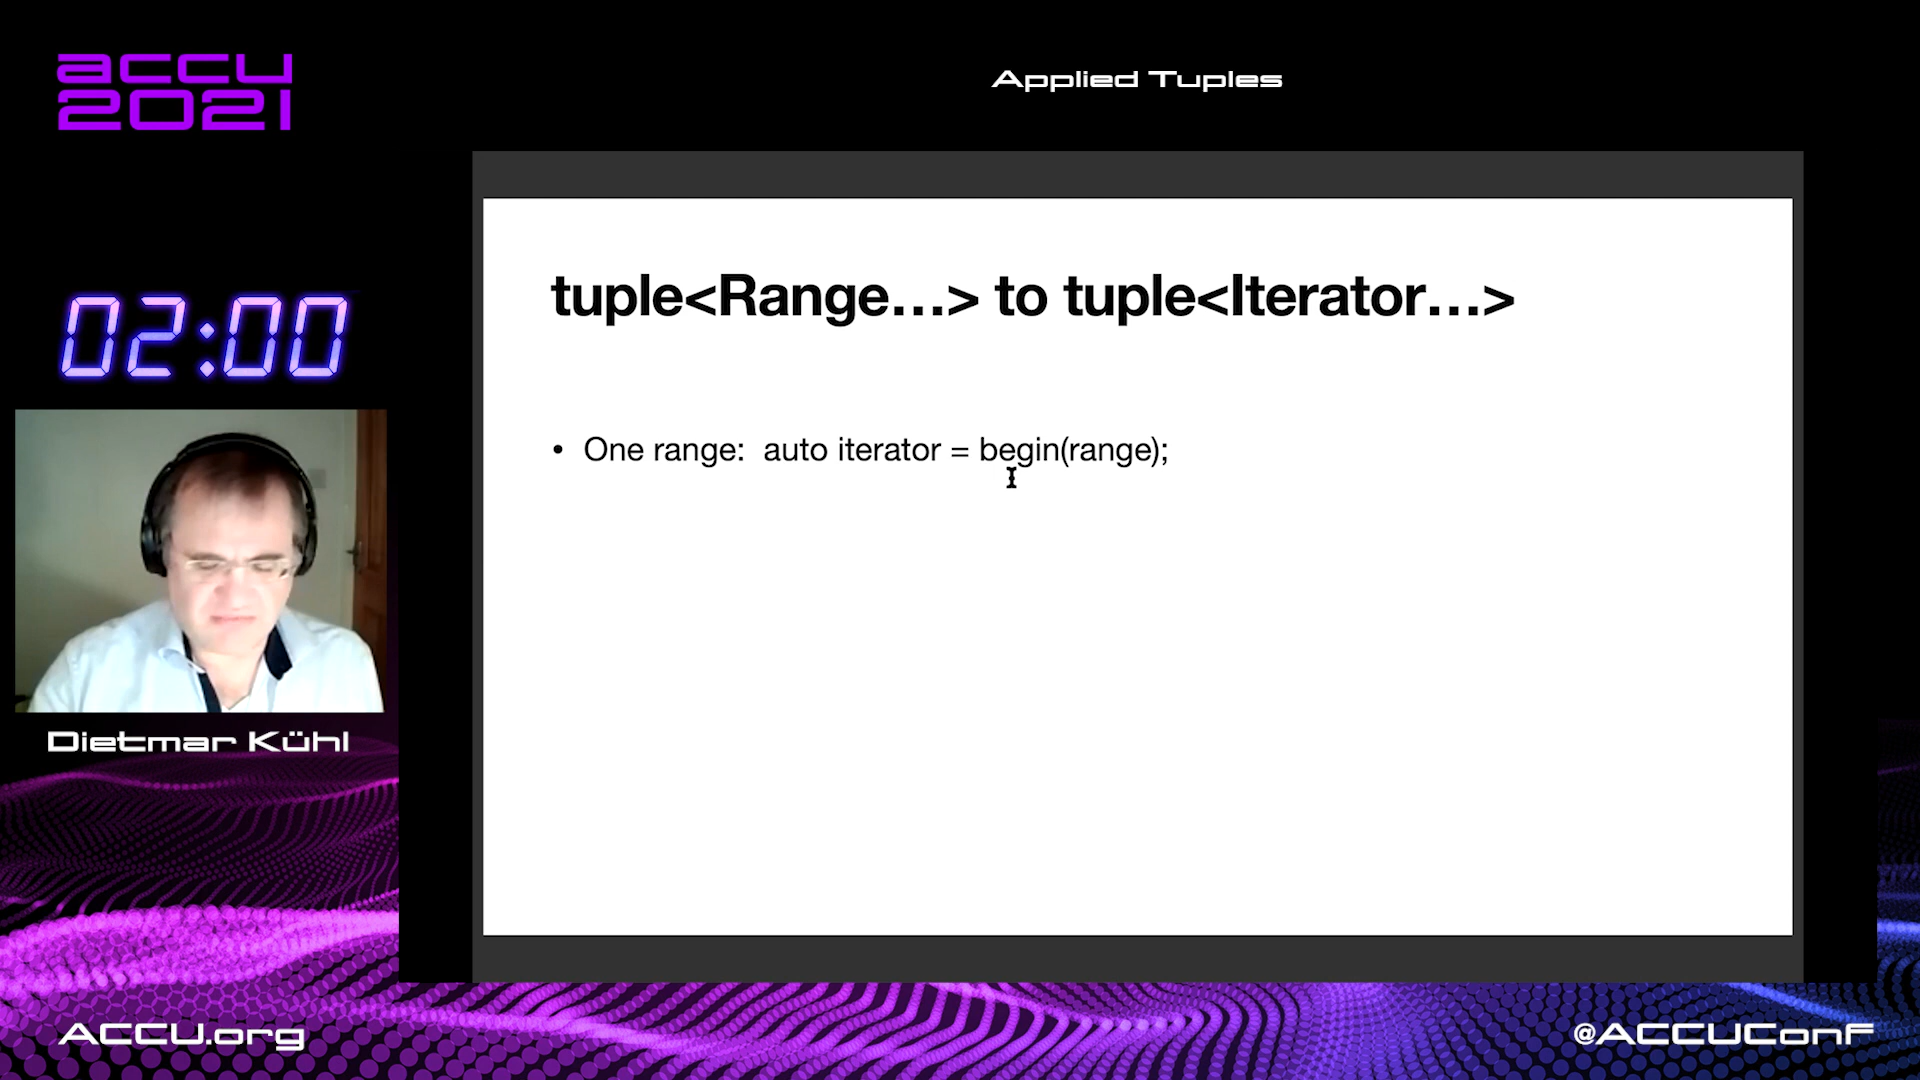 accu
2021
Applied Tuples
02:00
tuple<Range…> to tuple<Iterator…>
• One range:  auto iterator = begin(range);
Dietmar Kühl
ACCU.org
@ACCUConf